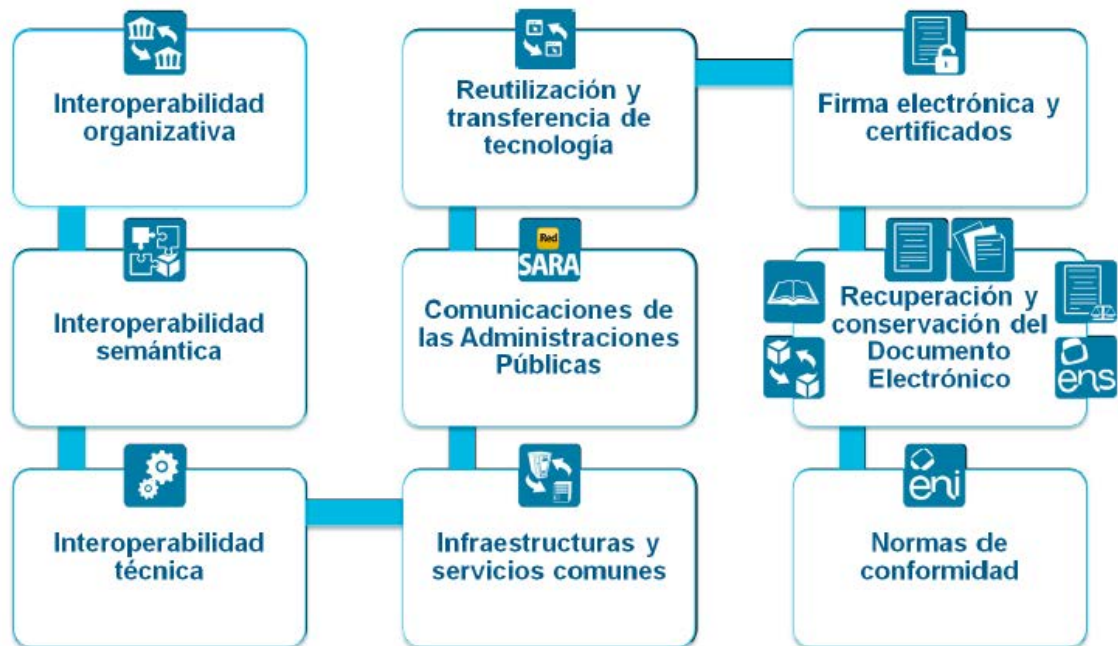 Interoperabilidad
organizativa
Interoperabilidad
semántica
Interoperabilidad
técnica
Infraestructuras y
servicios comunes
Red
SARA
Comunicaciones de
las Administraciones
Públicas
Reutilización y
transferencia de
tecnología
Firma electrónica y
certificados
Recuperación y
conservación del
Documento
Electrónico
ens
eni
Normas de
conformidad